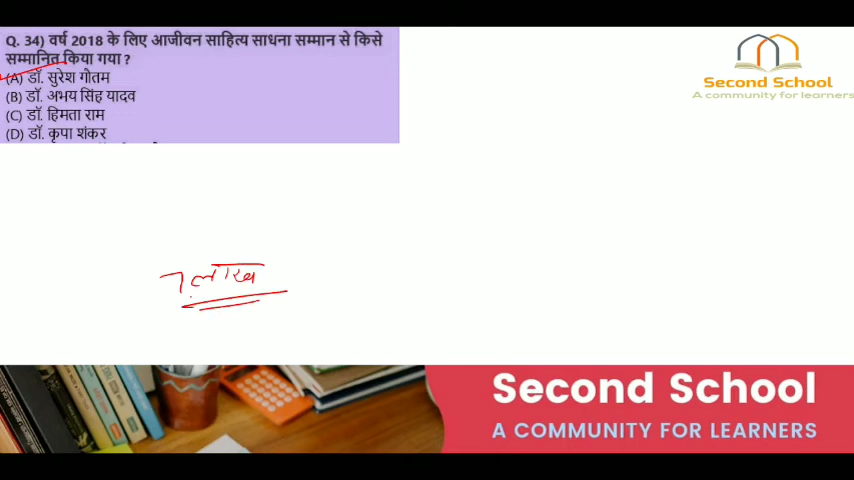 Q. 34) वर्ष 2018 के लिए आजीवन साहित्य साधना सम्मान से किसे
सम्मानित किया गया ?
(A) डॉ. सुरेश गौतम
(B) डॉ. अभय सिंह यादव
(C) डॉ. हिमता राम
(D) डॉ. कृपा शंकर
Second School
A community for learners
7 लाख
Second School
A COMMUNITY FOR LEARNERS